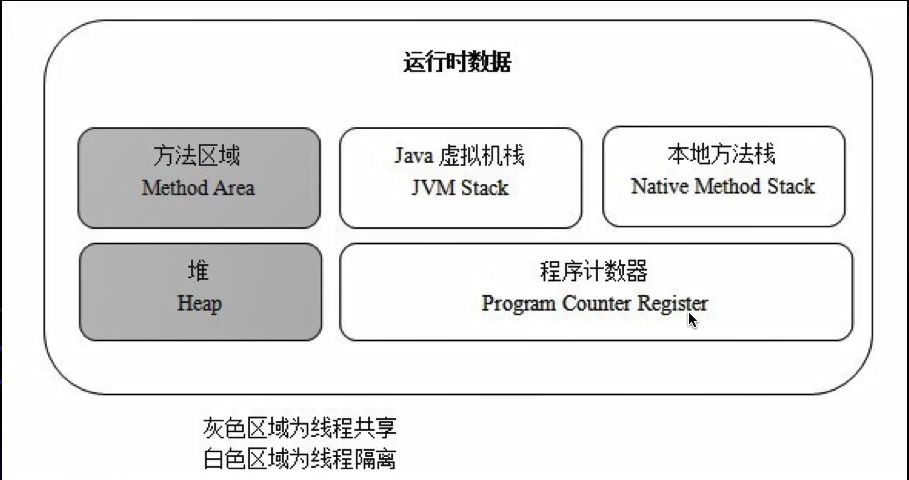 运行时数据
方法区域
Method Area
Java 虚拟机栈
JVM Stack
本地方法栈
Native Method Stack
堆
Heap
程序计数器
Program Counter Register
灰色区域为线程共享
白色区域为线程隔离